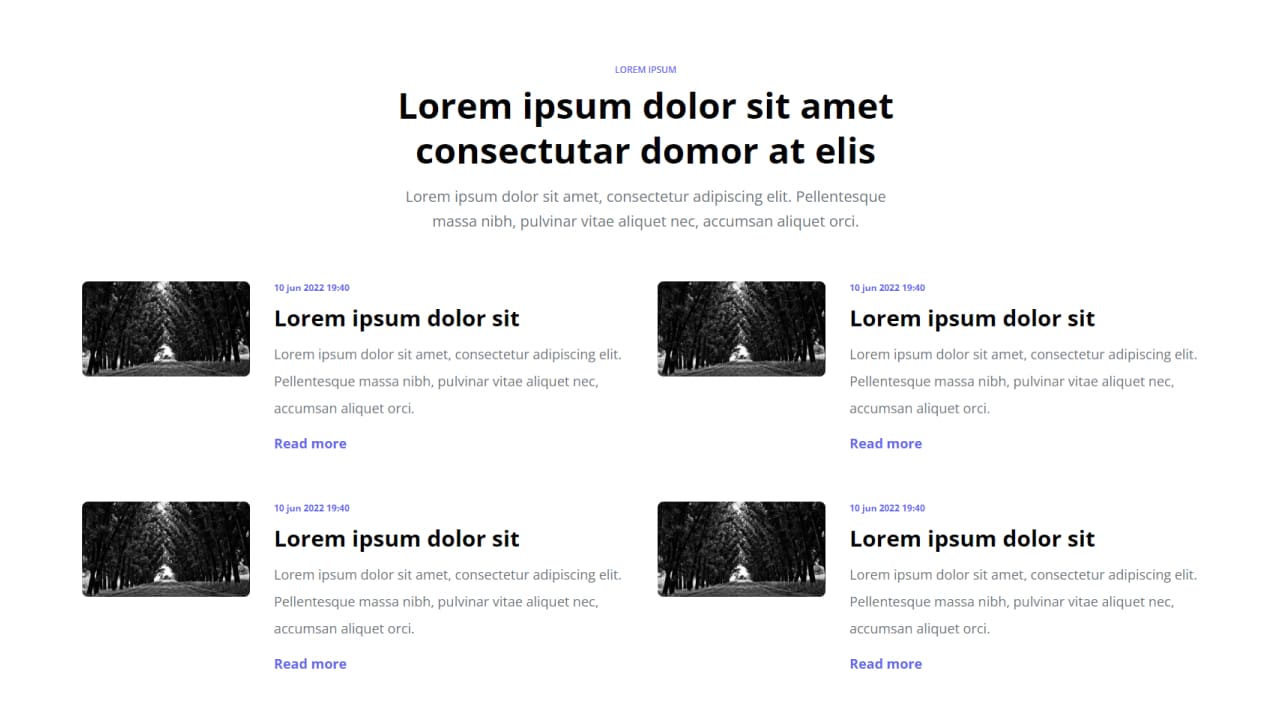 LOREM IPSUM
Lorem ipsum dolor sit amet
consectutar domor at elis
Lorem ipsum dolor sit amet, consectetur adipiscing elit. Pellentesque
massa nibh, pulvinar vitae aliquet nec, accumsan aliquet orci.
10 jun 2022 19:40
Lorem ipsum dolor sit
Lorem ipsum dolor sit amet, consectetur adipiscing elit.
Pellentesque massa nibh, pulvinar vitae aliquet nec,
accumsan aliquet orci.
Read more
10 jun 2022 19:40
Lorem ipsum dolor sit
Lorem ipsum dolor sit amet, consectetur adipiscing elit.
Pellentesque massa nibh, pulvinar vitae aliquet nec,
accumsan aliquet orci.
Read more
10 jun 2022 19:40
Lorem ipsum dolor sit
Lorem ipsum dolor sit amet, consectetur adipiscing elit.
Pellentesque massa nibh, pulvinar vitae aliquet nec,
accumsan aliquet orci.
Read more
10 jun 2022 19:40
Lorem ipsum dolor sit
Lorem ipsum dolor sit amet, consectetur adipiscing elit.
Pellentesque massa nibh, pulvinar vitae aliquet nec,
accumsan aliquet orci.
Read more